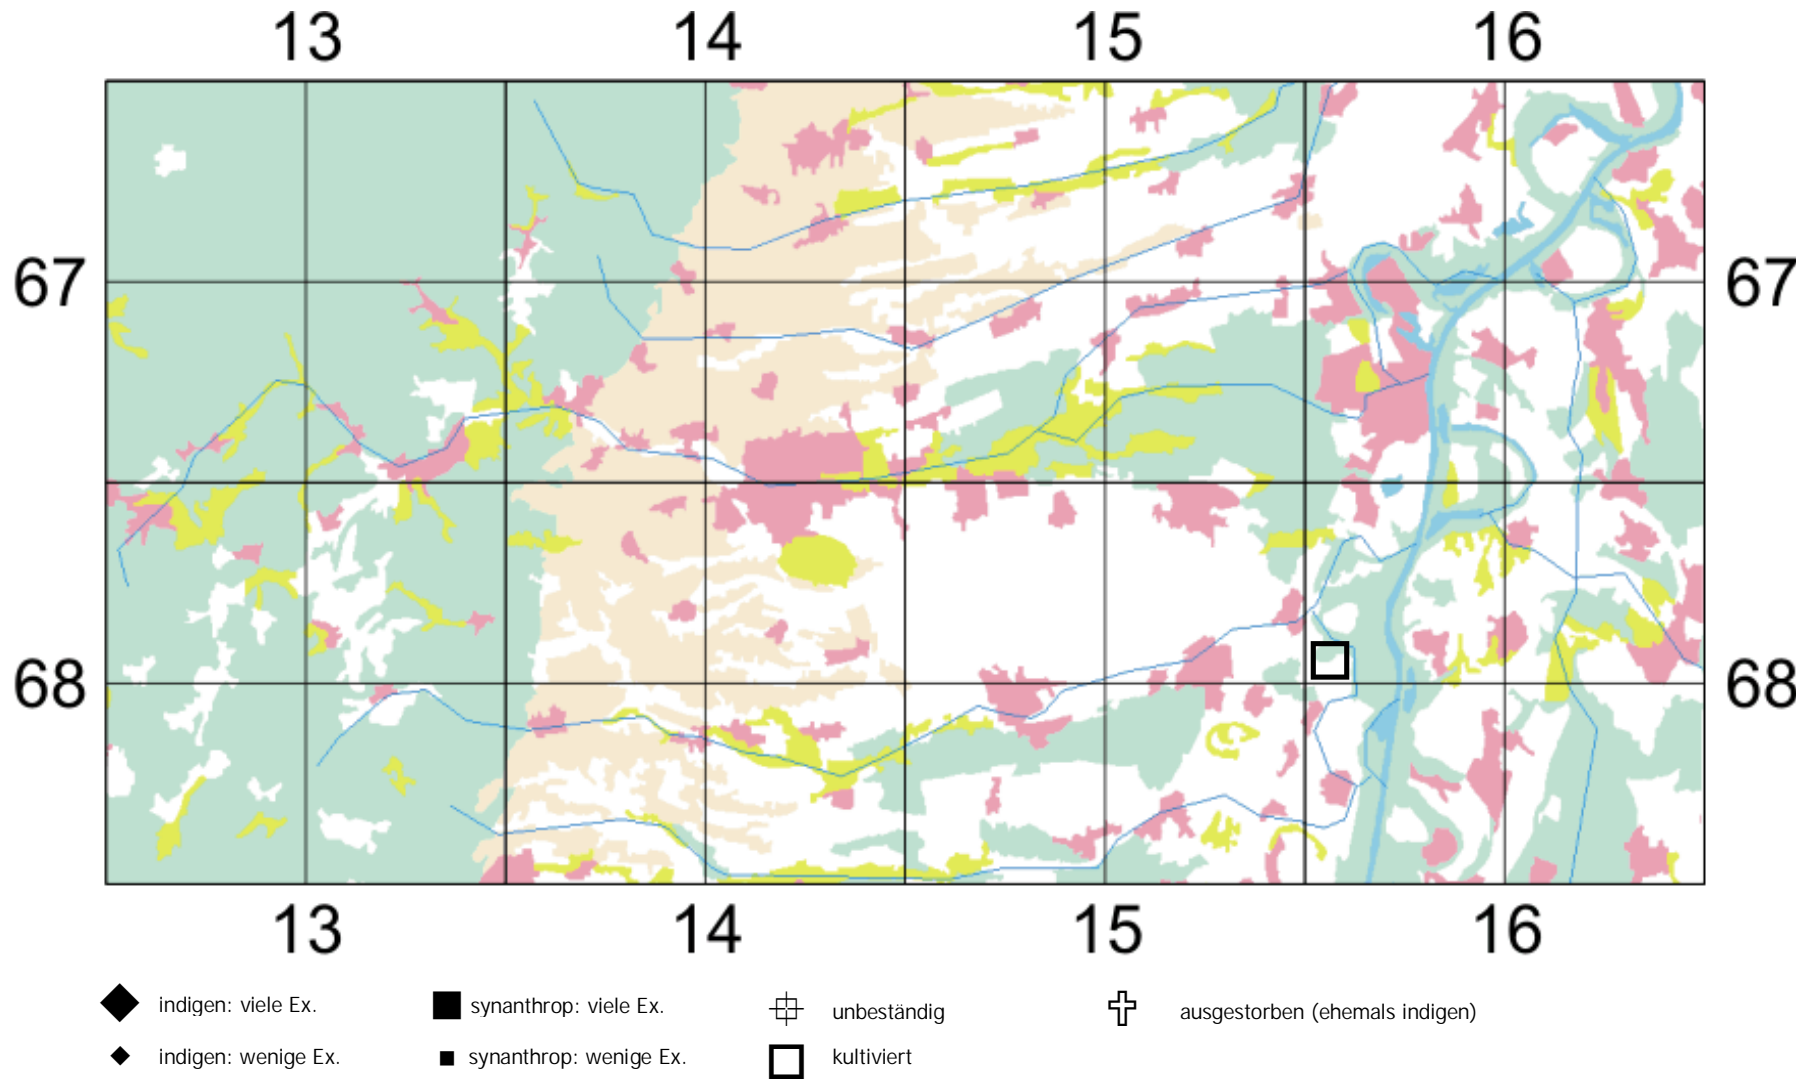 13 14 15 16
67 67
68 68
13 14 15 16
indigen: viele Ex. synanthrop: viele Ex. unbeständig ausgestorben (ehemals indigen)
indigen: wenige Ex. synanthrop: wenige Ex. kultiviert